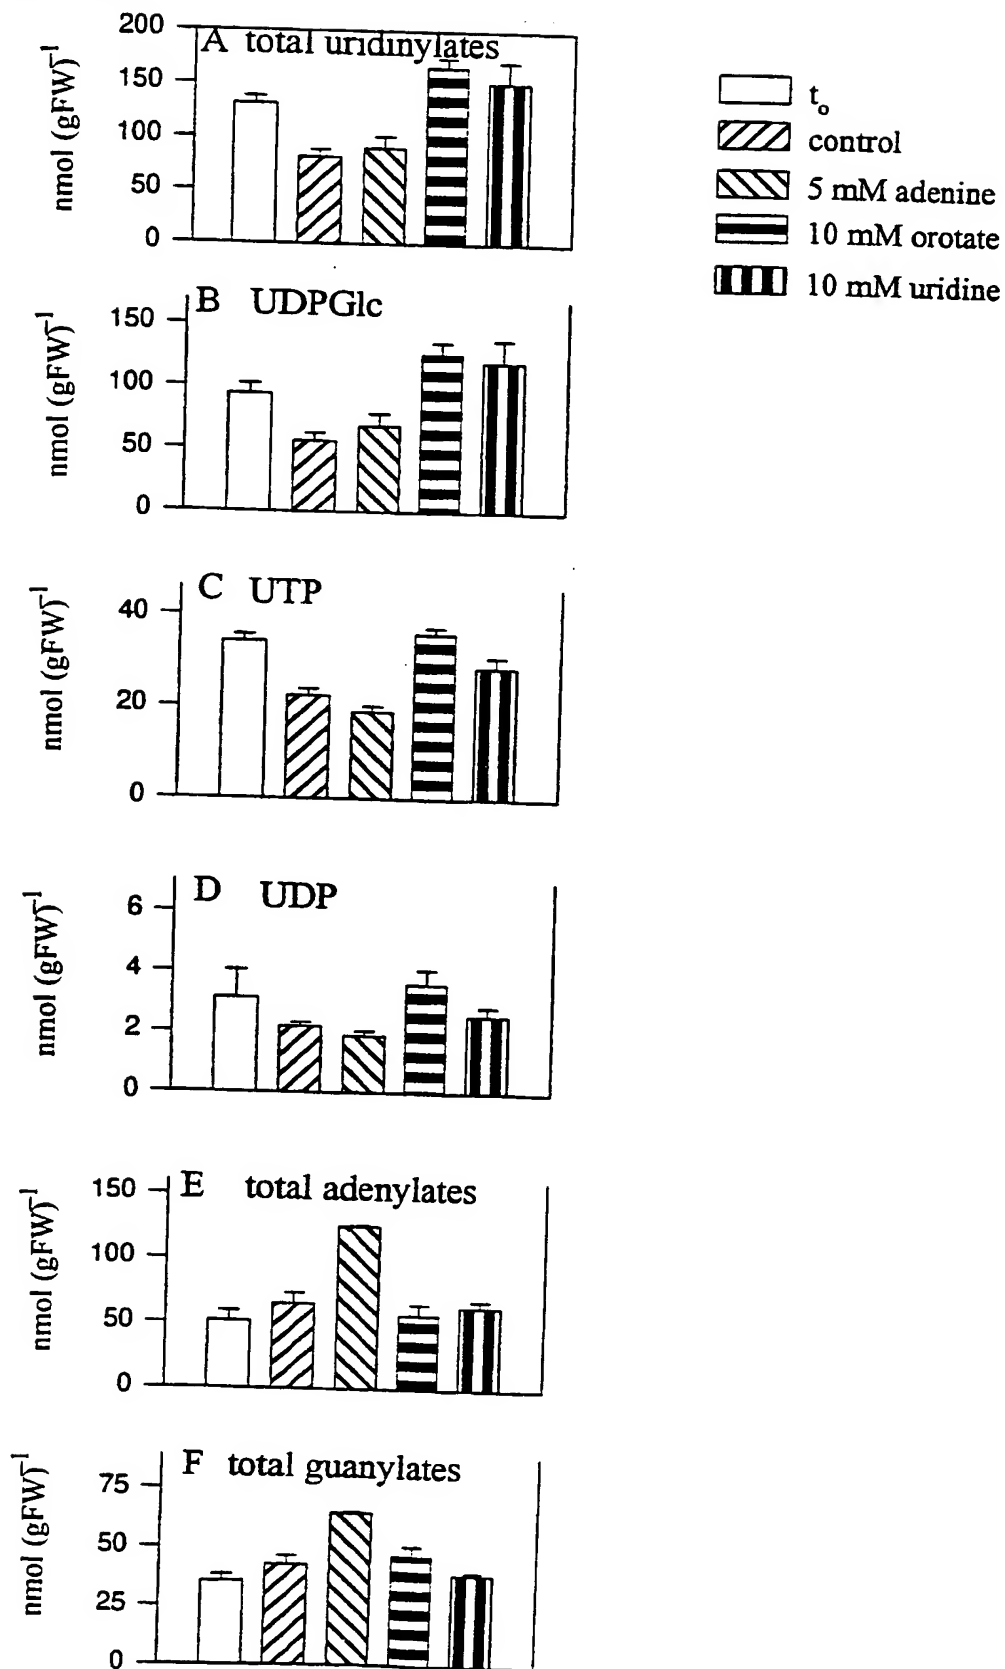 200
A total uridinylates
150
100
50
0
nmol (gFW)⁻¹
t₀
control
5 mM adenine
10 mM orotate
10 mM uridine
B UDPGlc
150
100
50
0
nmol (gFW)⁻¹
C UTP
40
20
0
nmol (gFW)⁻¹
D UDP
6
4
2
0
nmol (gFW)⁻¹
E total adenylates
150
100
50
0
nmol (gFW)⁻¹
F total guanylates
75
50
25
0
nmol (gFW)⁻¹